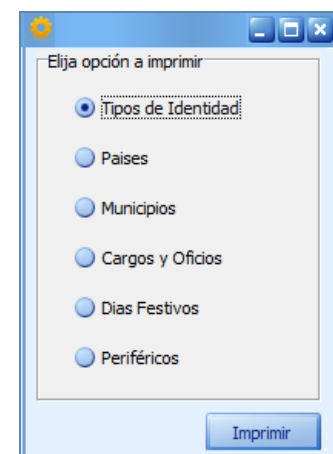 Elija opción a imprimir
Tipos de Identidad
Paises
Municipios
Cargos y Oficios
Dias Festivos
Periféricos
Imprimir